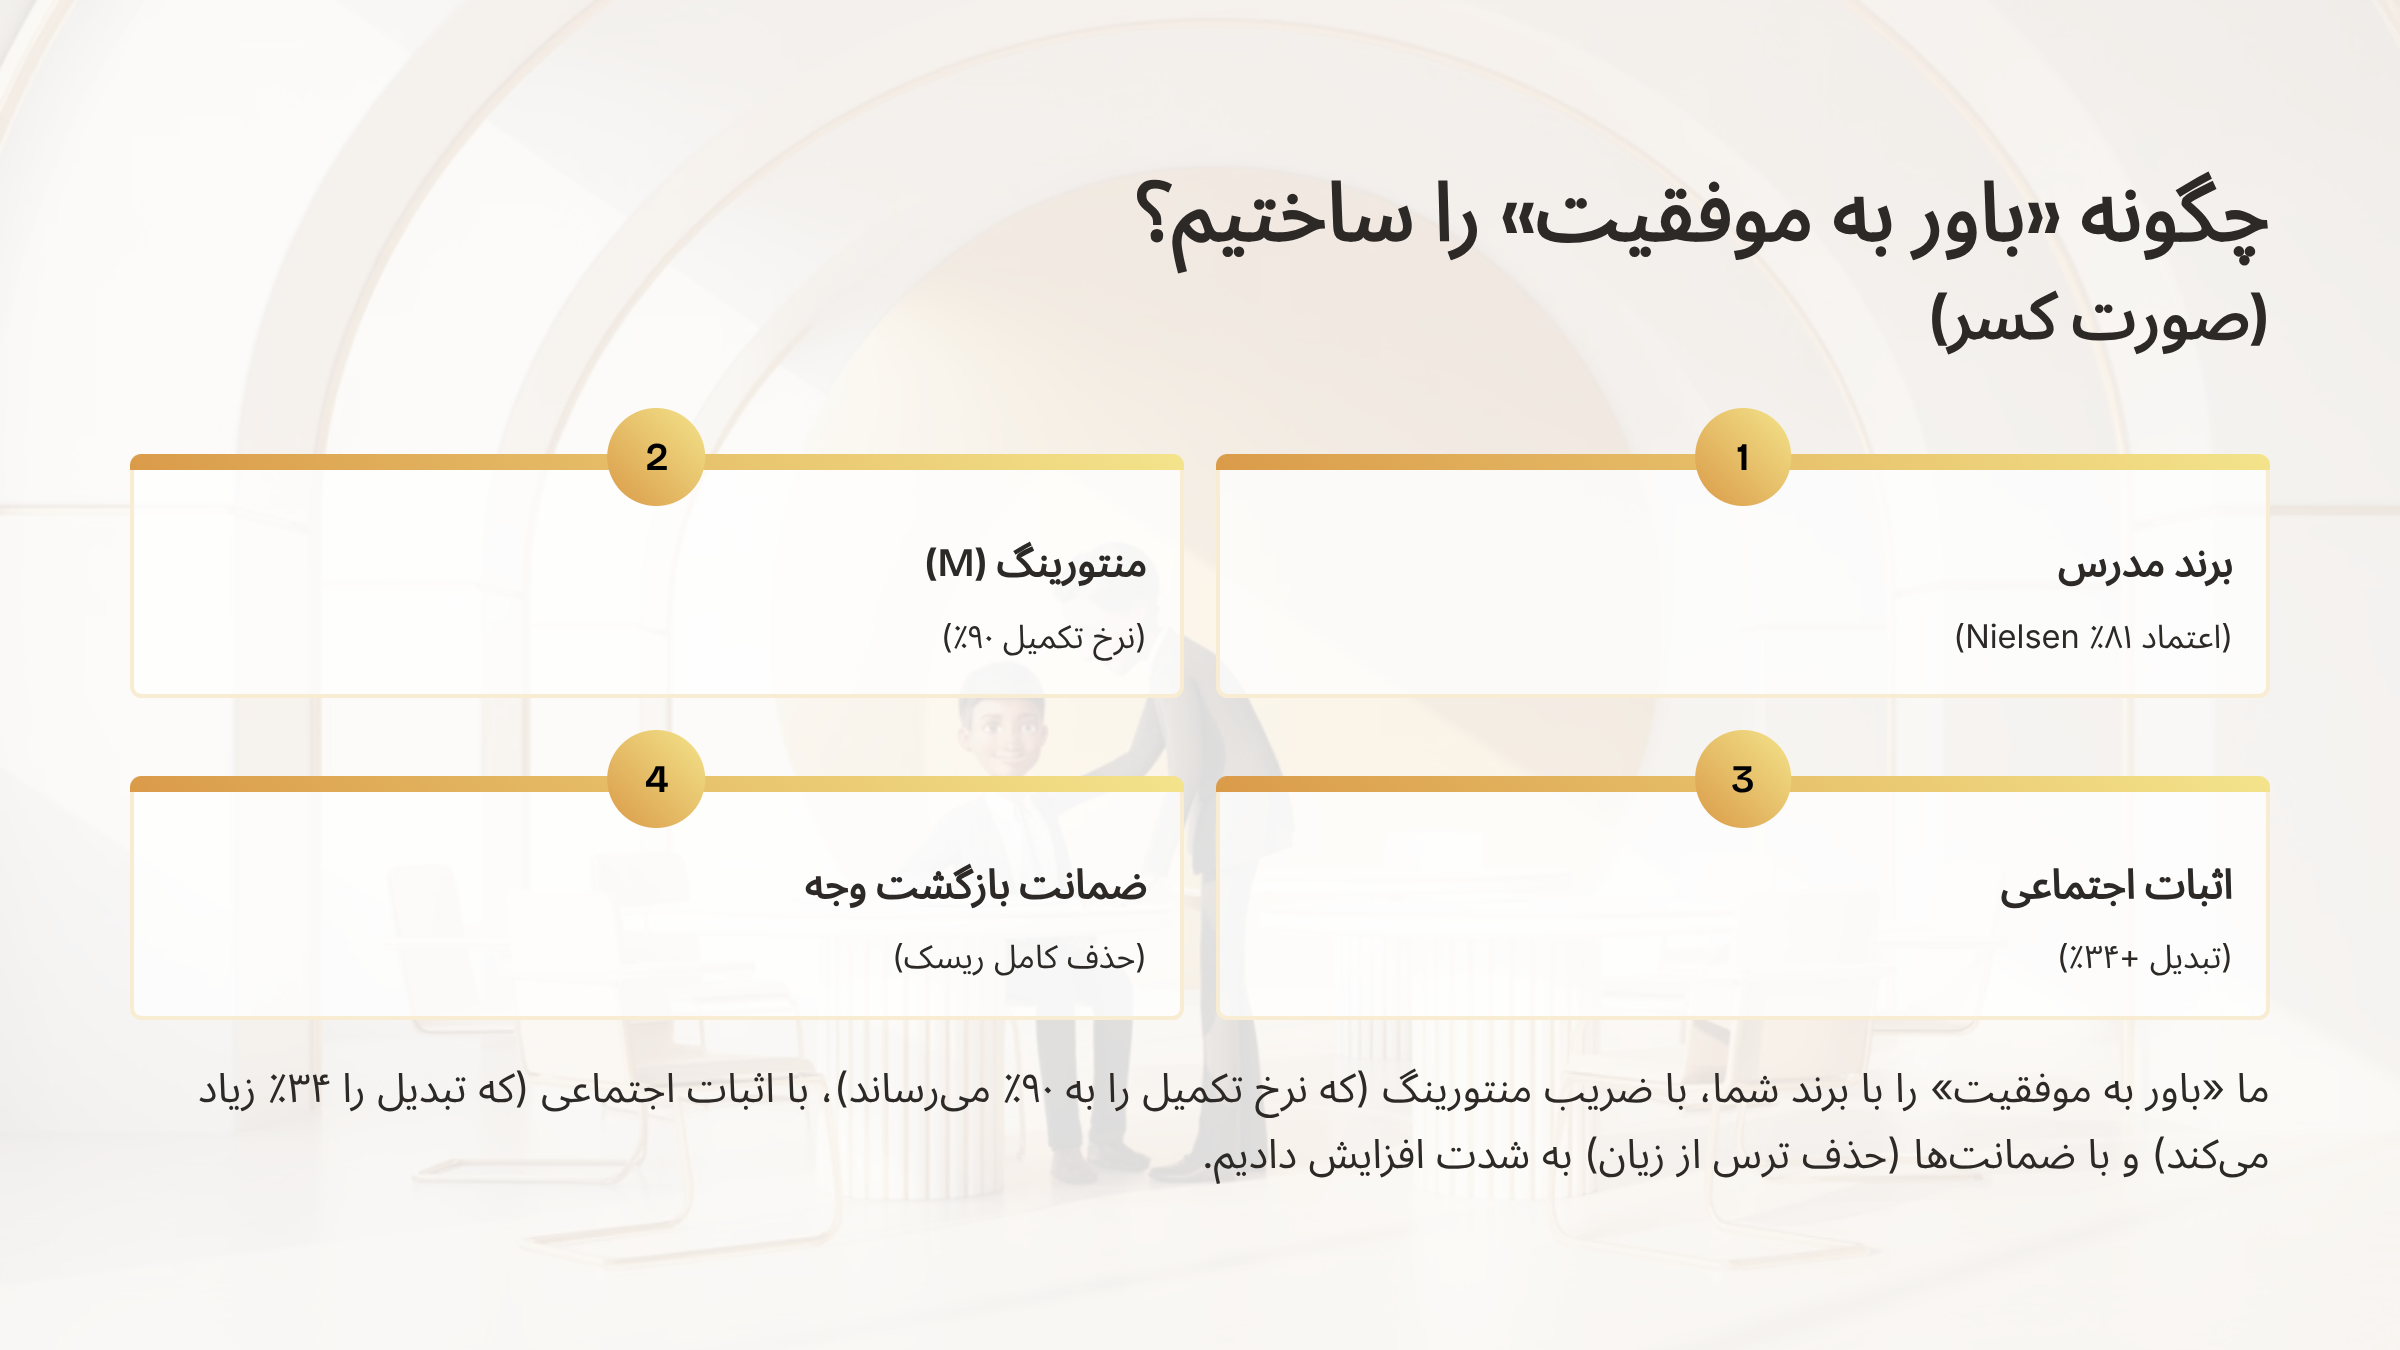 چگونه «باور به موفقیت» را ساختیم؟
(صورت کسر)
1
برند مدرس
(اعتماد ۸۱٪ Nielsen)
2
منتورینگ (M)
(نرخ تکمیل ۹۰٪)
3
اثبات اجتماعی
(تبدیل +۳۴٪)
4
ضمانت بازگشت وجه
(حذف کامل ریسک)
ما «باور به موفقیت» را با برند شما، با ضریب منتورینگ (که نرخ تکمیل را به ۹۰٪ می‌رساند)، با اثبات اجتماعی (که تبدیل را ۳۴٪ زیاد
می‌کند) و با ضمانت‌ها (حذف ترس از زیان) به شدت افزایش دادیم.